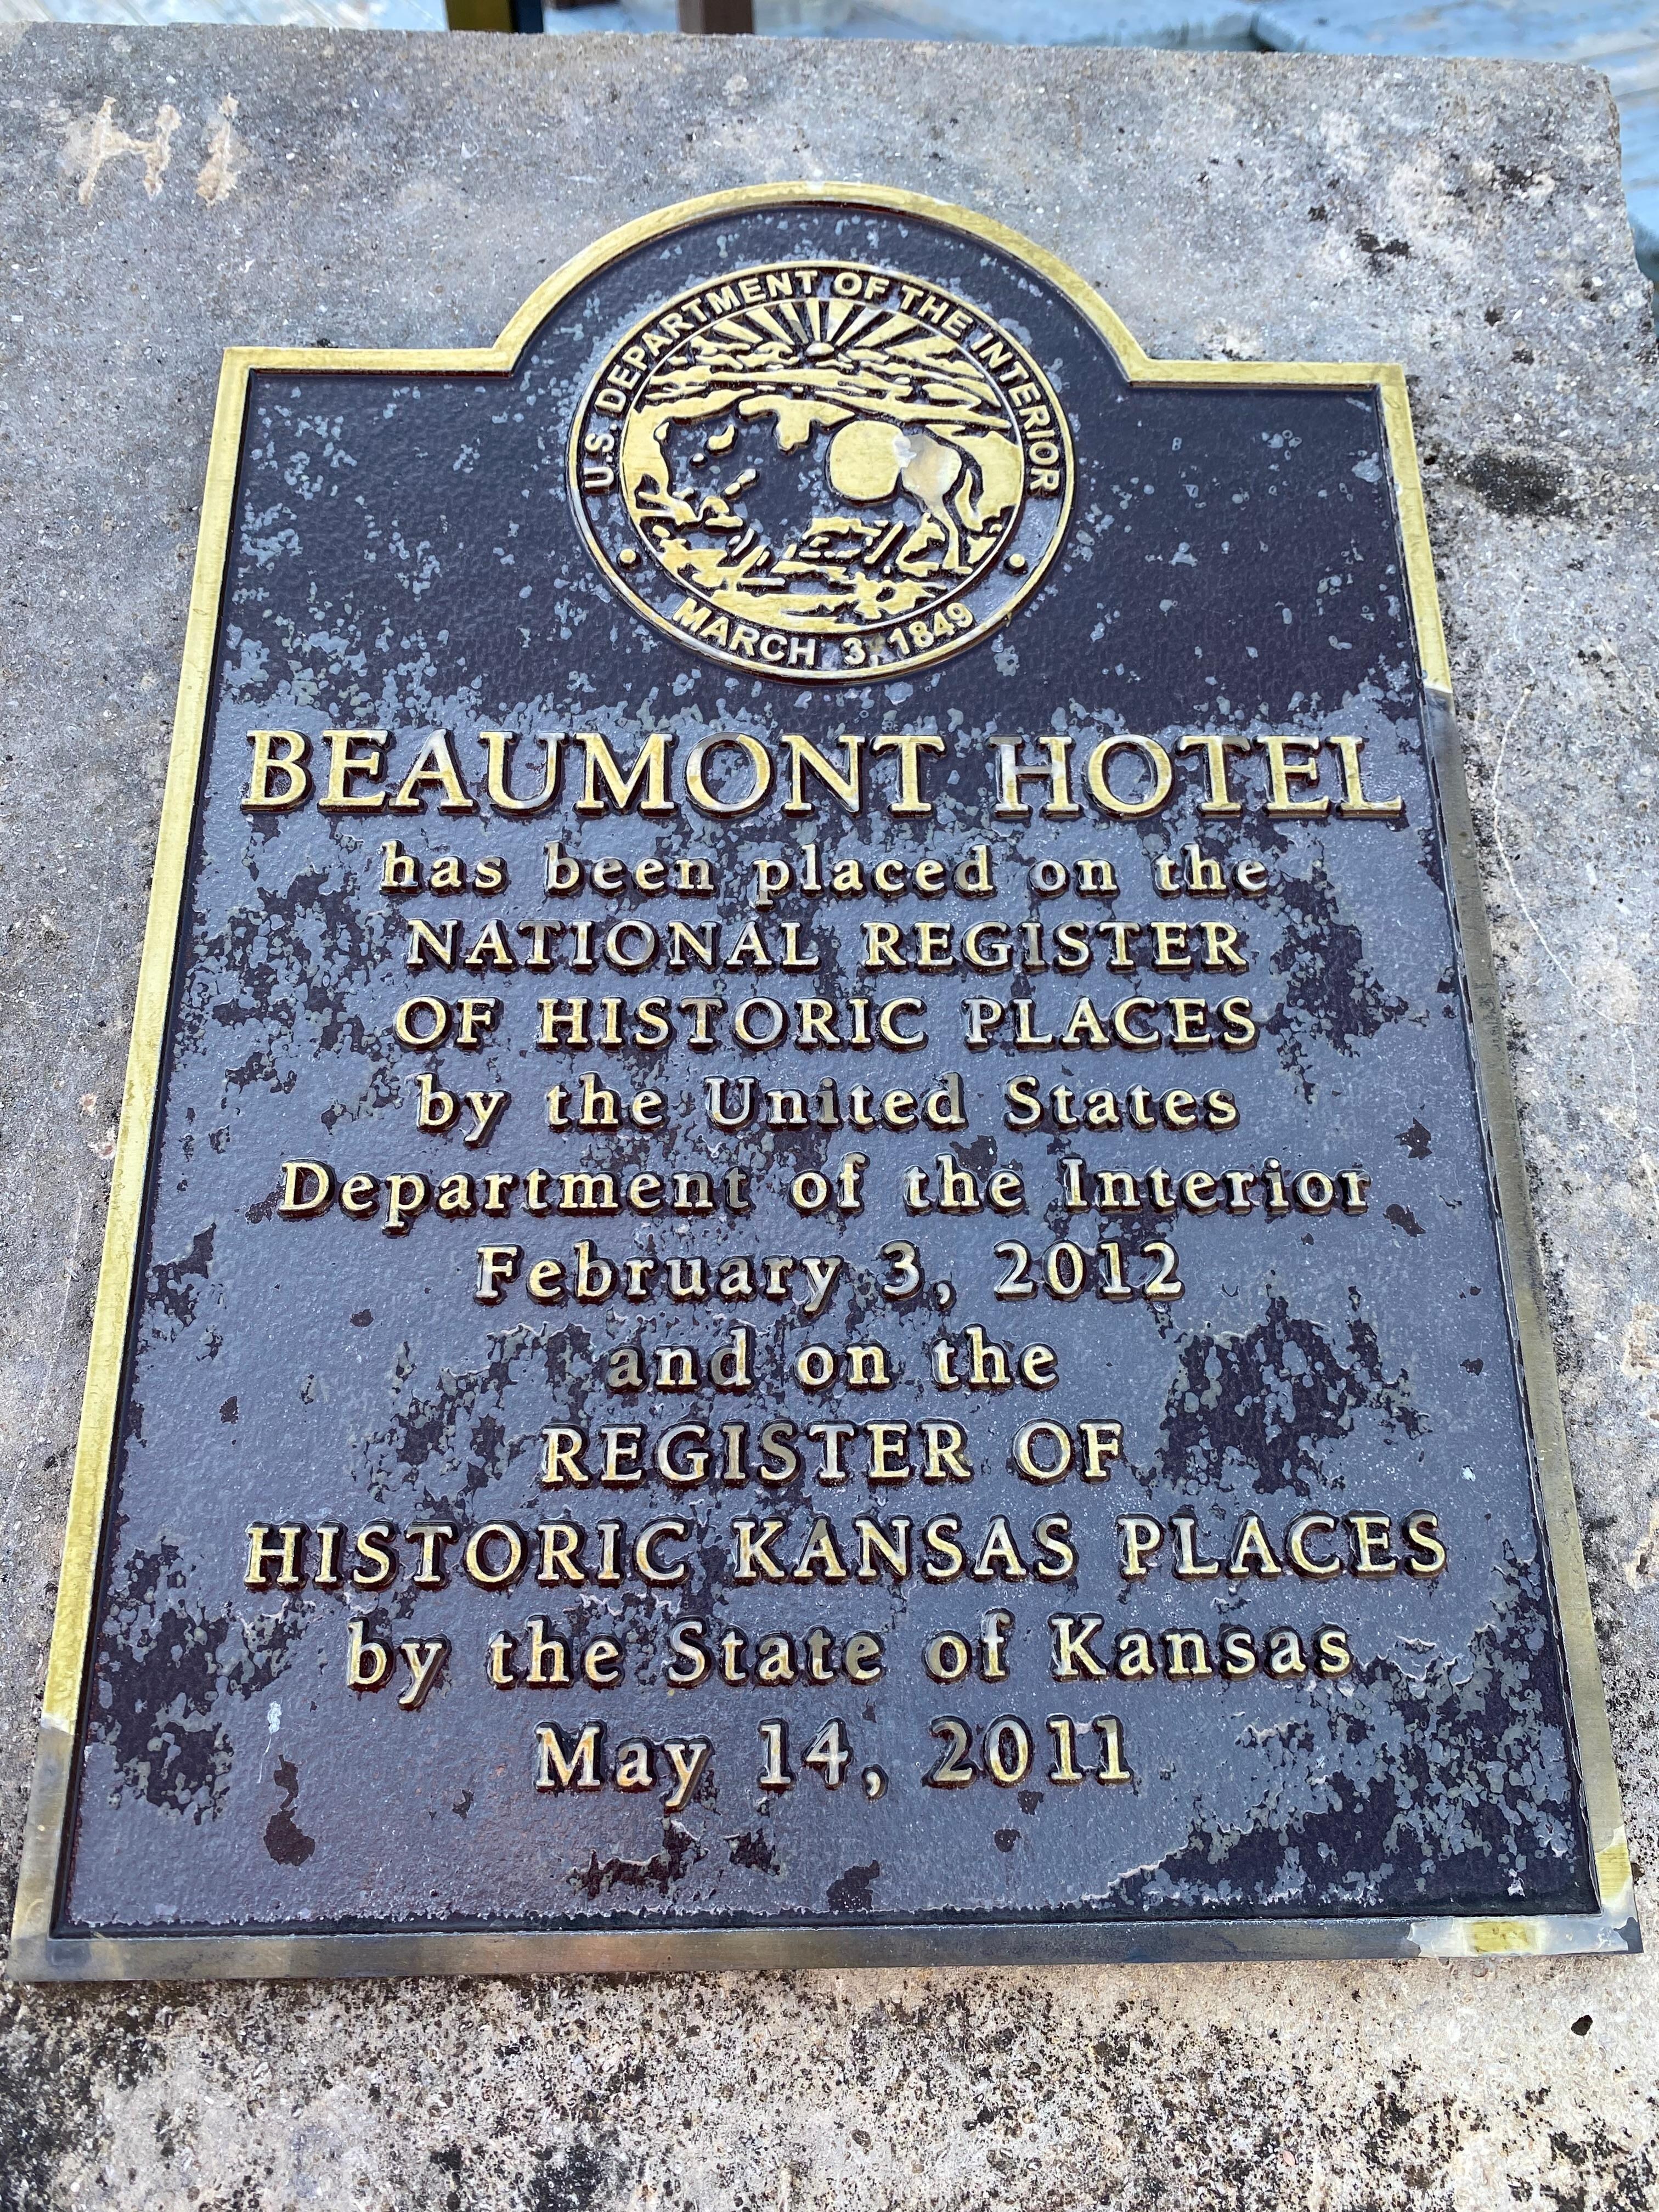 U.S. DEPARTMENT OF THE INTERIOR
MARCH 3, 1849
BEAUMONT HOTEL
has been placed on the
NATIONAL REGISTER
OF HISTORIC PLACES
by the United States
Department of the Interior
February 3, 2012
and on the
REGISTER OF
HISTORIC KANSAS PLACES
by the State of Kansas
May 14, 2011